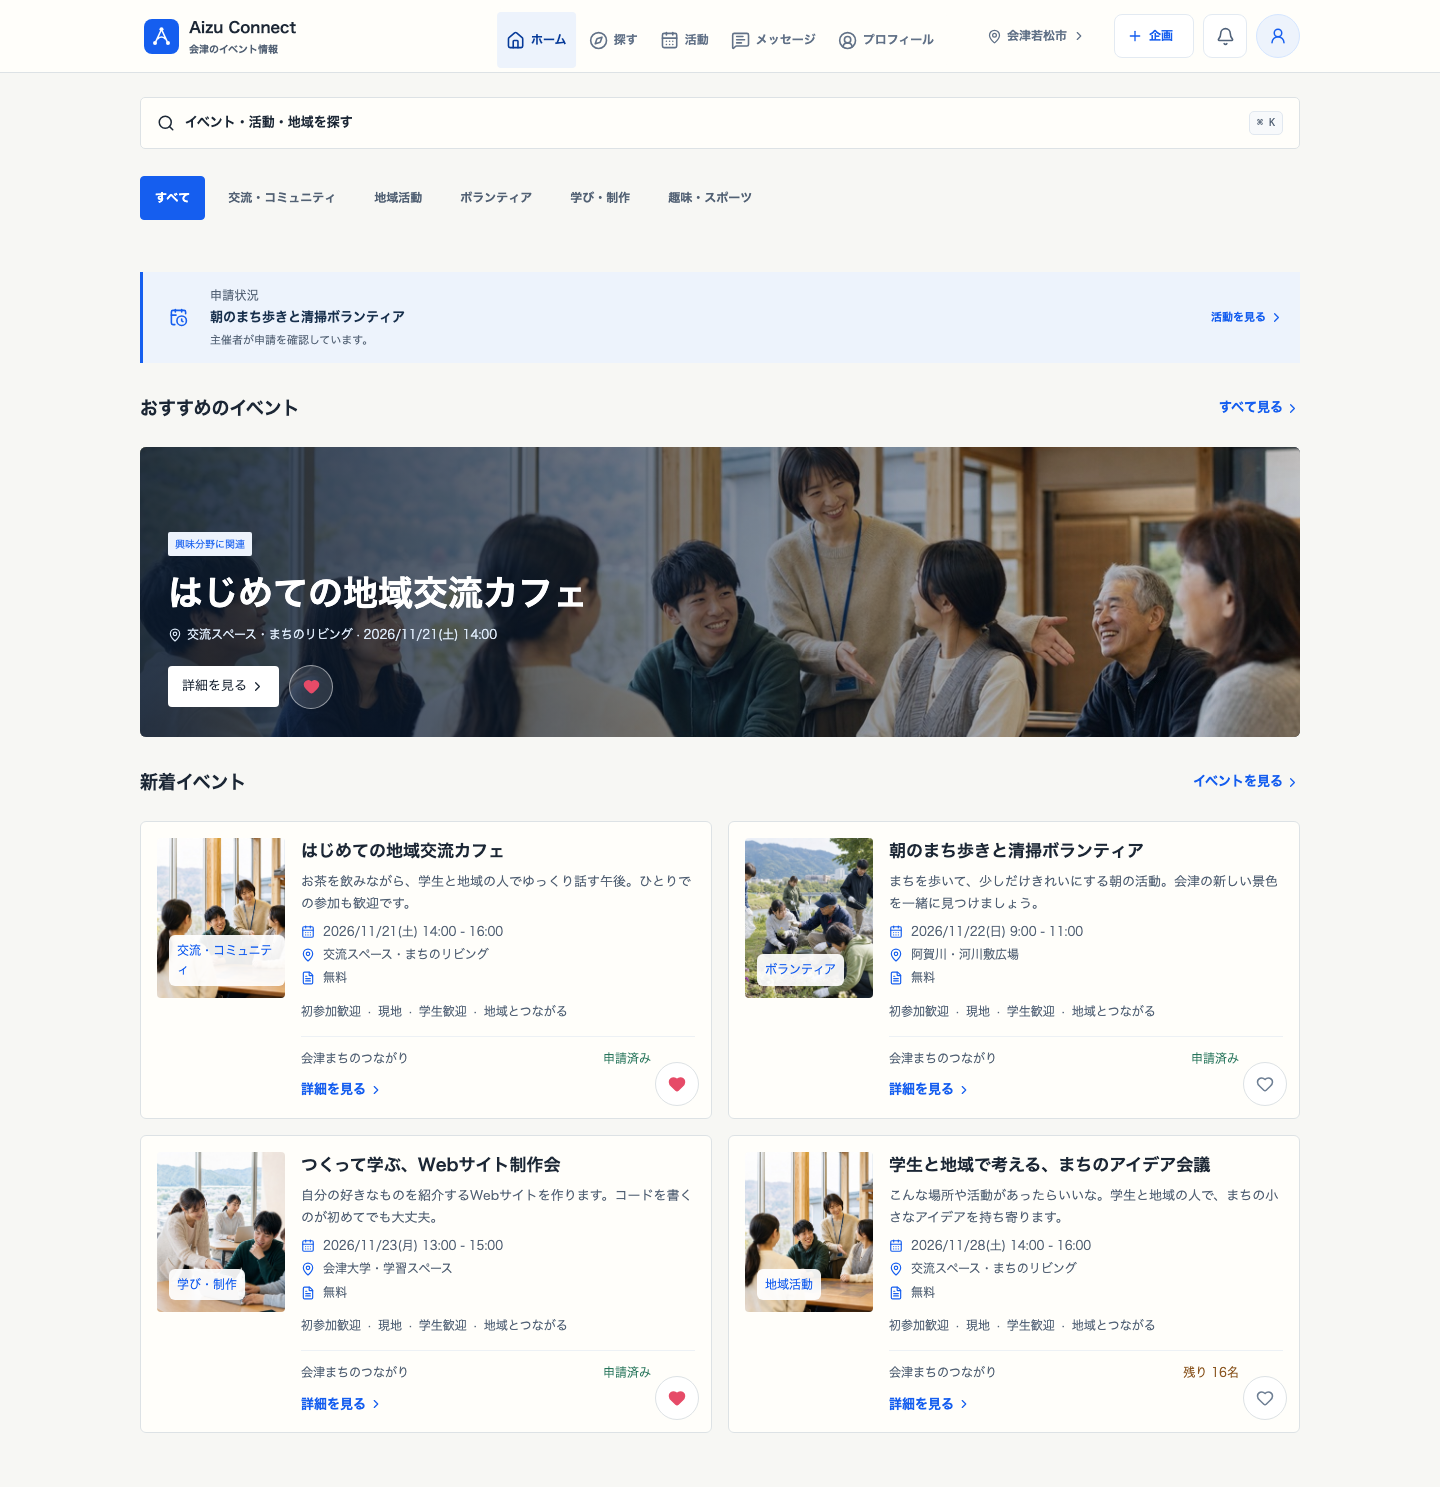 Aizu Connect
会津のイベント情報
ホーム
探す
活動
メッセージ
プロフィール
会津若松市
企画
イベント・活動・地域を探す
⌘ K
すべて
交流・コミュニティ
地域活動
ボランティア
学び・制作
趣味・スポーツ
申請状況
朝のまち歩きと清掃ボランティア
主催者が申請を確認しています。
活動を見る
おすすめのイベント
すべて見る
興味分野に関連
はじめての地域交流カフェ
交流スペース・まちのリビング · 2026/11/21(土) 14:00
詳細を見る
新着イベント
イベントを見る
交流・コミュニテ
ィ
はじめての地域交流カフェ
お茶を飲みながら、学生と地域の人でゆっくり話す午後。ひとりで
の参加も歓迎です。
2026/11/21(土) 14:00 - 16:00
交流スペース・まちのリビング
無料
初参加歓迎 · 現地 · 学生歓迎 · 地域とつながる
会津まちのつながり
申請済み
詳細を見る
ボランティア
朝のまち歩きと清掃ボランティア
まちを歩いて、少しだけきれいにする朝の活動。会津の新しい景色
を一緒に見つけましょう。
2026/11/22(日) 9:00 - 11:00
阿賀川・河川敷広場
無料
初参加歓迎 · 現地 · 学生歓迎 · 地域とつながる
会津まちのつながり
申請済み
詳細を見る
学び・制作
つくって学ぶ、Webサイト制作会
自分の好きなものを紹介するWebサイトを作ります。コードを書く
のが初めてでも大丈夫。
2026/11/23(月) 13:00 - 15:00
会津大学・学習スペース
無料
初参加歓迎 · 現地 · 学生歓迎 · 地域とつながる
会津まちのつながり
申請済み
詳細を見る
地域活動
学生と地域で考える、まちのアイデア会議
こんな場所や活動があったらいいな。学生と地域の人で、まちの小
さなアイデアを持ち寄ります。
2026/11/28(土) 14:00 - 16:00
交流スペース・まちのリビング
無料
初参加歓迎 · 現地 · 学生歓迎 · 地域とつながる
会津まちのつながり
残り 16名
詳細を見る